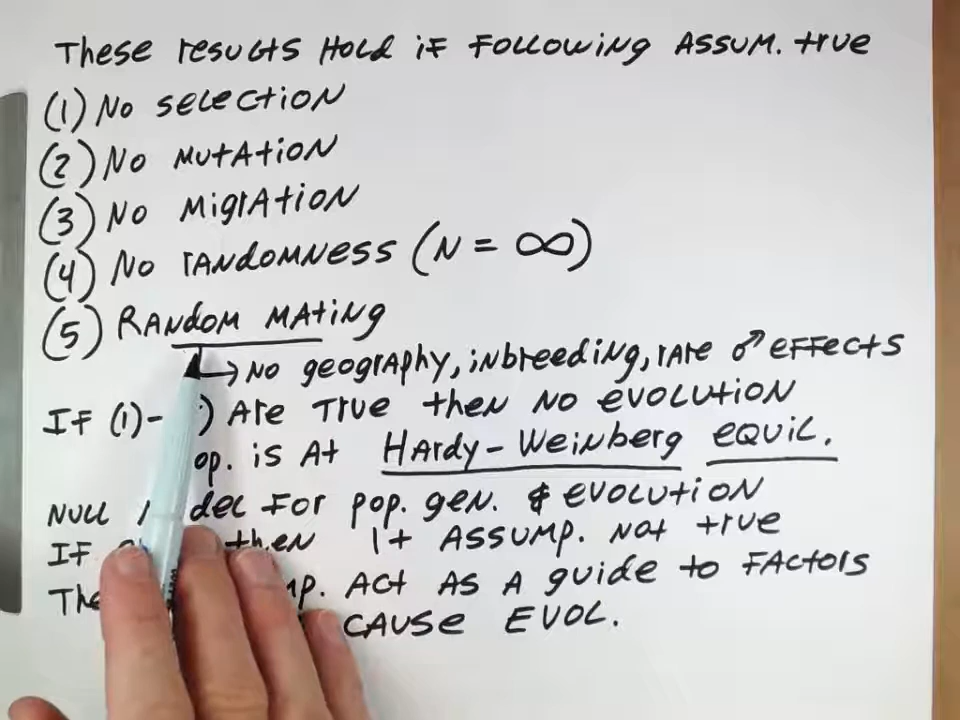 These results Hold if Following Assum. true
(1) No selection
(2) No mutation
(3) No Migration
(4) No randomness (N = ∞)
(5) Random mating
→ No geography, inbreeding, rare ♂ effects
If (1)- ) Are True then No evolution
op. is At Hardy-Weinberg equil.
Null del For pop. gen. & evolution
If then 1+ Assump. Not true
The mp. Act As A guide to Factors
cause Evol.